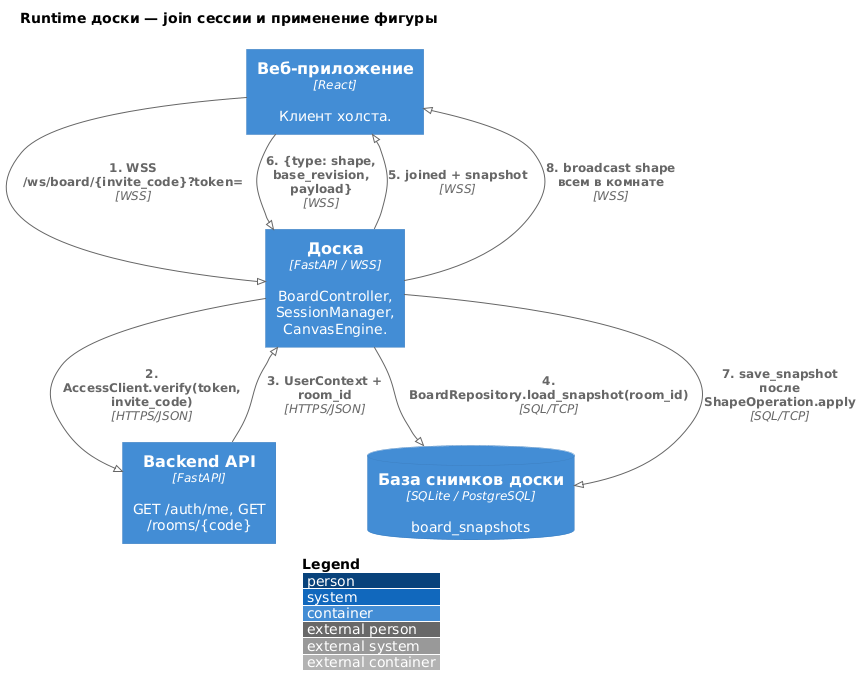 Runtime доски — join сессии и применение фигуры
Веб-приложение
[React]
Клиент холста.
1. WSS
/ws/board/{invite_code}?token=
[WSS]
6. {type: shape,
base_revision,
payload}
[WSS]
5. joined + snapshot
[WSS]
8. broadcast shape
всем в комнате
[WSS]
Доска
[FastAPI / WSS]
BoardController,
SessionManager,
CanvasEngine.
2.
AccessClient.verify(token,
invite_code)
[HTTPS/JSON]
3. UserContext +
room_id
[HTTPS/JSON]
4.
BoardRepository.load_snapshot(room_id)
[SQL/TCP]
7. save_snapshot
после
ShapeOperation.apply
[SQL/TCP]
Backend API
[FastAPI]
GET /auth/me, GET
/rooms/{code}
База снимков доски
[SQLite / PostgreSQL]
board_snapshots
Legend
person
system
container
external person
external system
external container